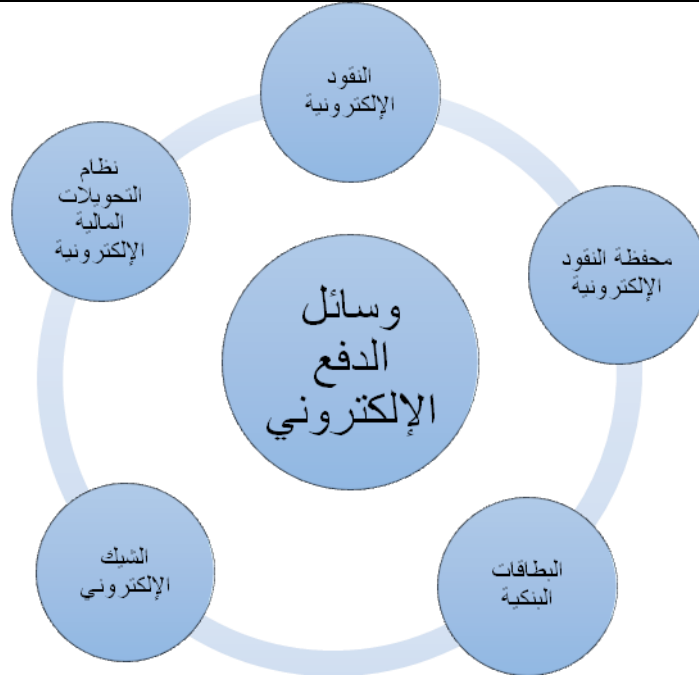 النقود
الإلكترونية
محفظة النقود
الإلكترونية
البطاقات
البنكية
الشيك
الإلكتروني
نظام
التحويلات
المالية
الإلكترونية
وسائل
الدفع
الإلكتروني